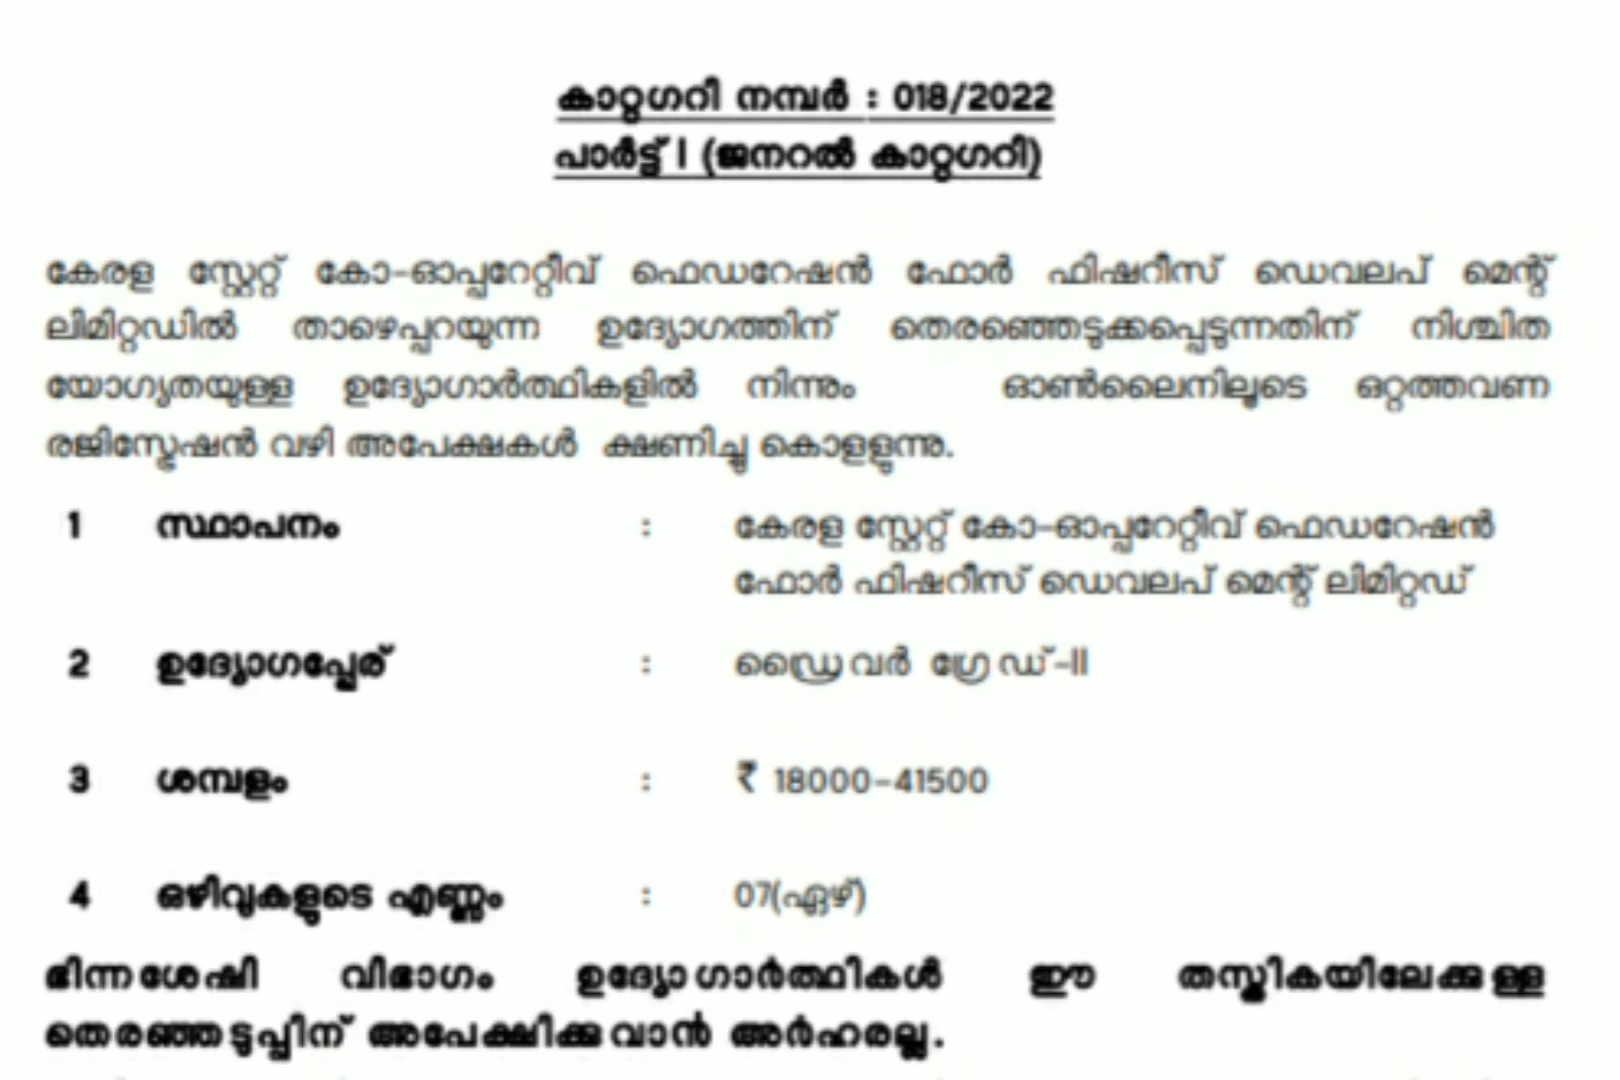 കാറ്റഗറി നമ്പർ : 018/2022
പാർട്ട് I (ജനറൽ കാറ്റഗറി)
കേരള സ്റ്റേറ്റ് കോ-ഓപ്പറേറ്റീവ് ഫെഡറേഷൻ ഫോർ ഫിഷറീസ് ഡെവലപ് മെന്റ്
ലിമിറ്റഡിൽ താഴെപ്പറയുന്ന ഉദ്യോഗത്തിന് തെരഞ്ഞെടുക്കപ്പെടുന്നതിന് നിശ്ചിത
യോഗ്യതയുള്ള ഉദ്യോഗാർത്ഥികളിൽ നിന്നും ഓൺലൈനിലൂടെ ഒറ്റത്തവണ
രജിസ്ട്രേഷൻ വഴി അപേക്ഷകൾ ക്ഷണിച്ചു കൊളളുന്നു.
1 സ്ഥാപനം : കേരള സ്റ്റേറ്റ് കോ-ഓപ്പറേറ്റീവ് ഫെഡറേഷൻ
ഫോർ ഫിഷറീസ് ഡെവലപ് മെന്റ് ലിമിറ്റഡ്
2 ഉദ്യോഗപ്പേര് : ഡ്രൈവർ ഗ്രേഡ്-II
3 ശമ്പളം : ₹ 18000-41500
4 ഒഴിവുകളുടെ എണ്ണം : 07(ഏഴ്)
ഭിന്നശേഷി വിഭാഗം ഉദ്യോഗാർത്ഥികൾ ഈ തസ്തികയിലേക്കുള്ള
തെരഞ്ഞടുപ്പിന് അപേക്ഷിക്കുവാൻ അർഹരല്ല.